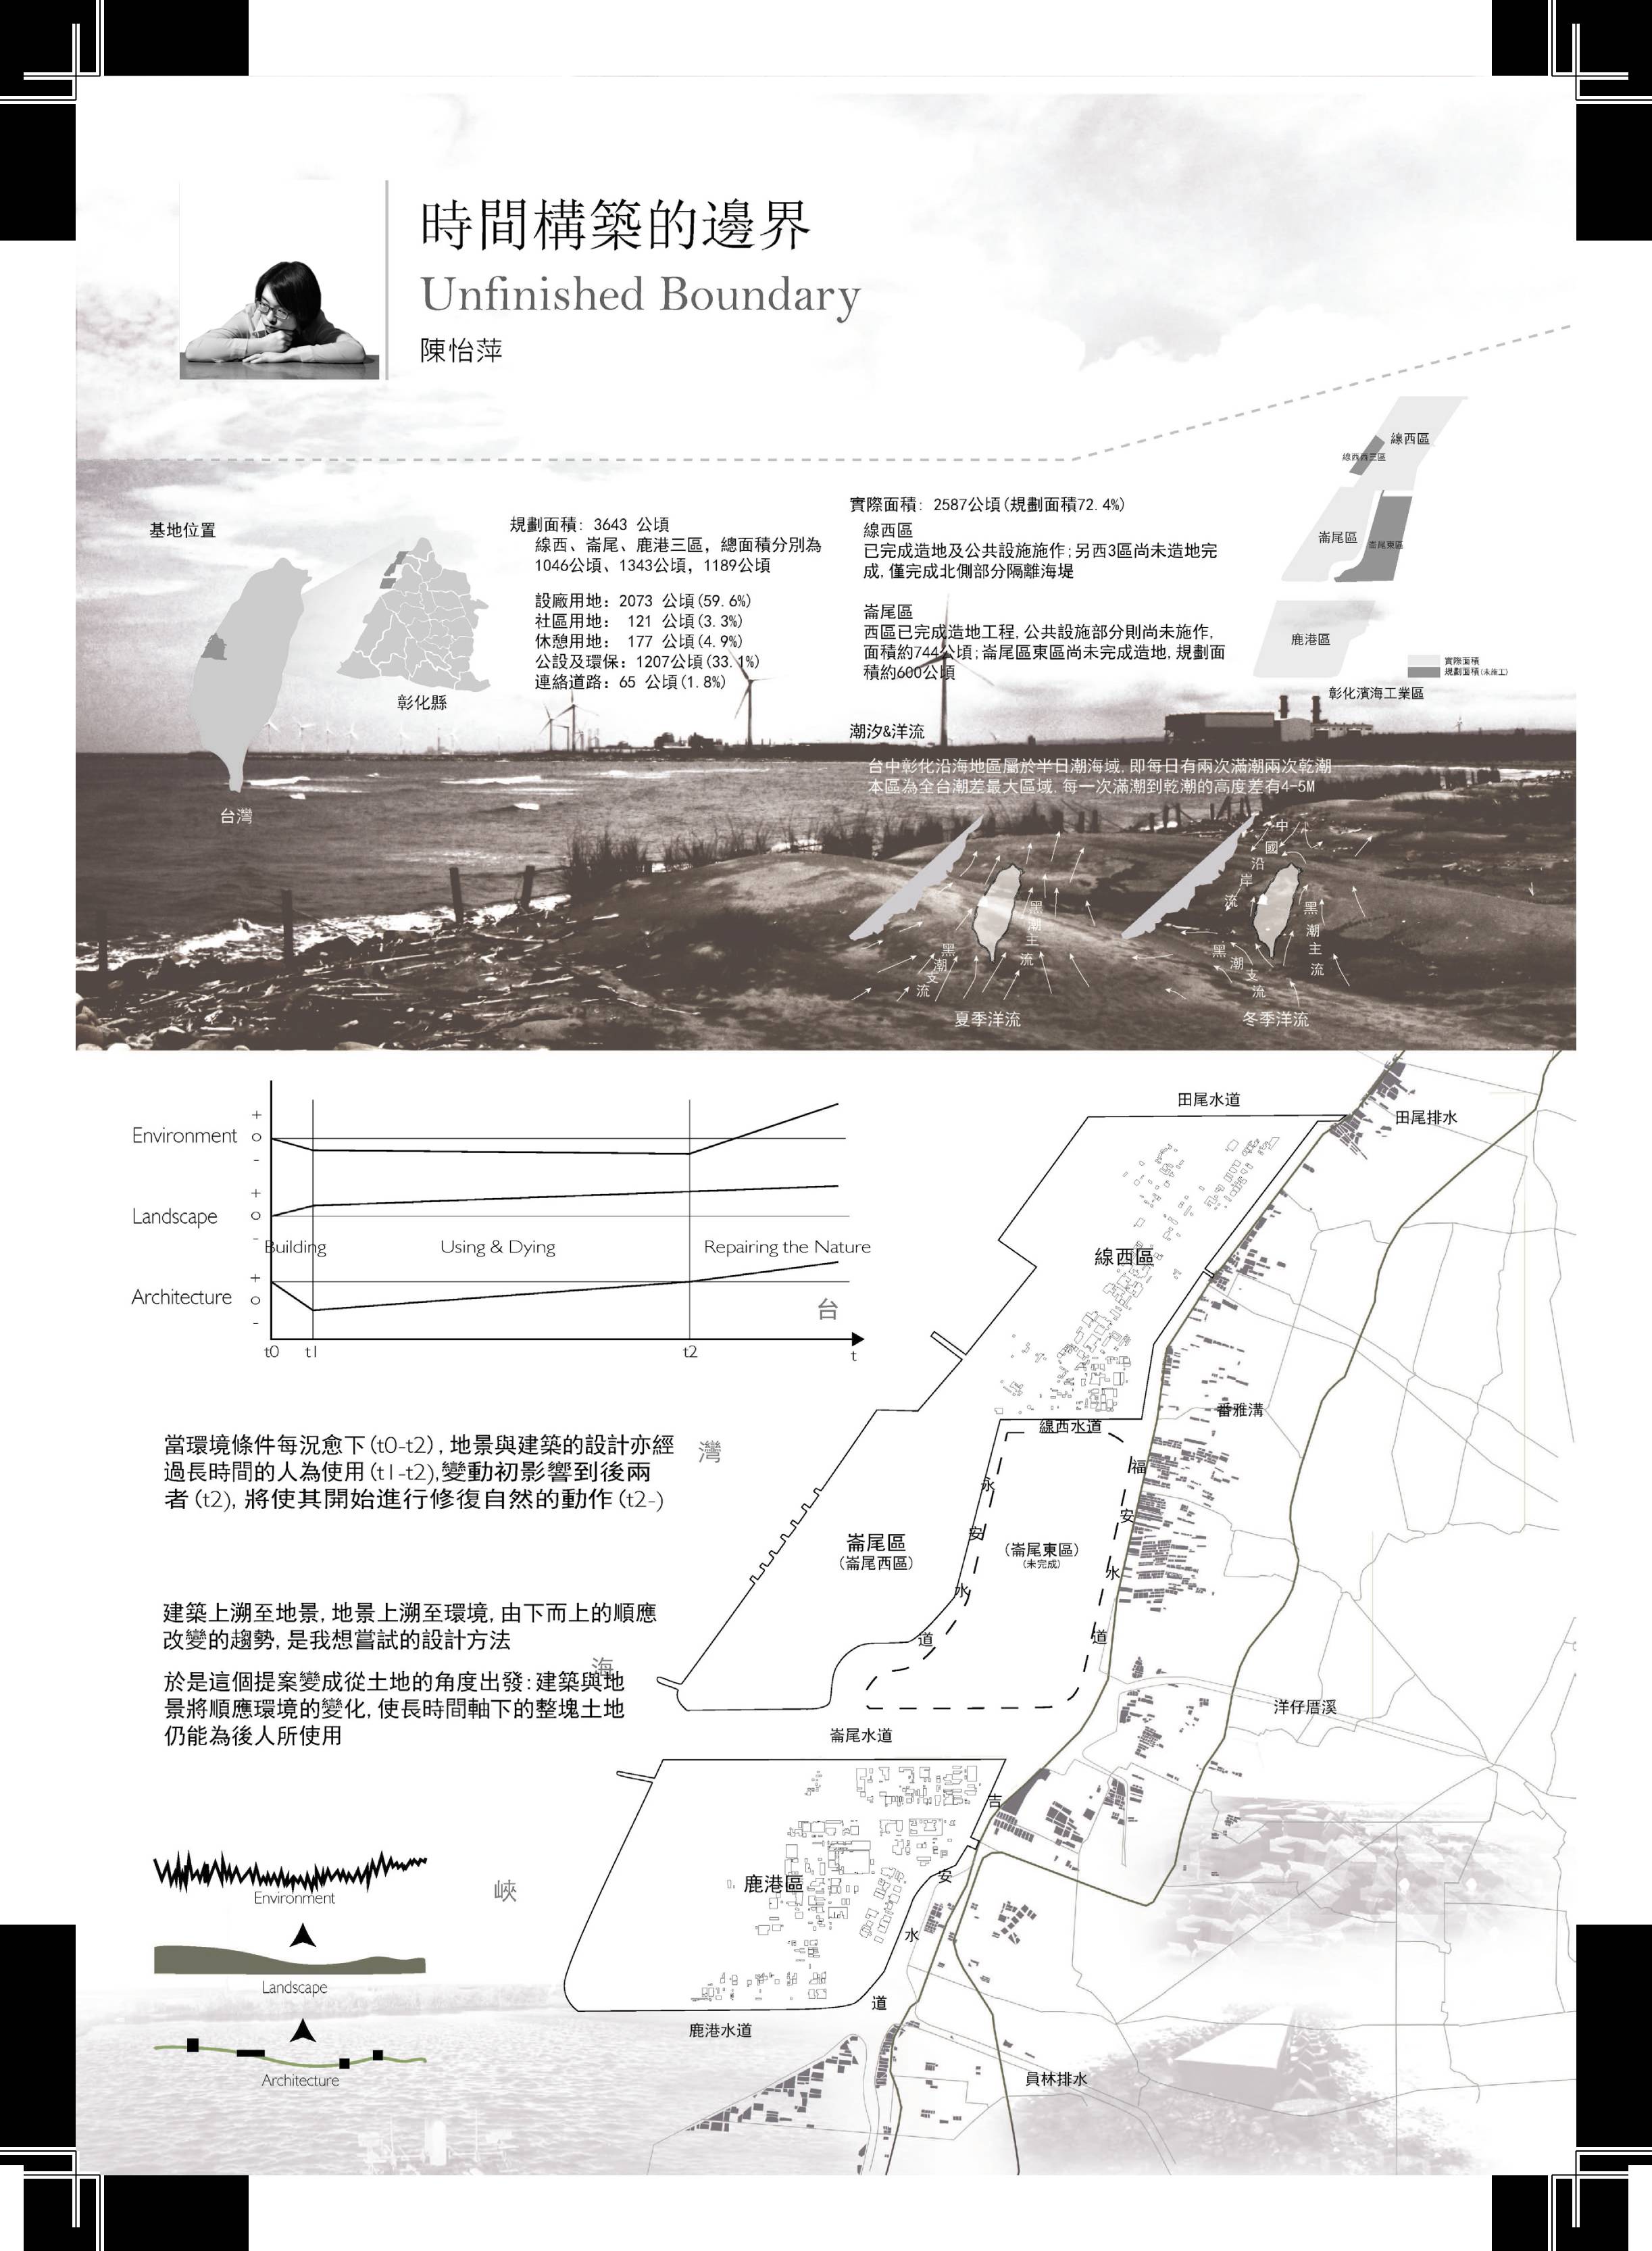 時間構築的邊界
Unfinished Boundary
陳怡萍
基地位置
台灣
彰化縣
規劃面積: 3643 公頃
線西、崙尾、鹿港三區, 總面積分別為
1046公頃、1343公頃, 1189公頃
設廠用地: 2073 公頃(59.6%)
社區用地: 121 公頃(3.3%)
休憩用地: 177 公頃(4.9%)
公設及環保: 1207公頃(33.1%)
連絡道路: 65 公頃(1.8%)
實際面積: 2587公頃(規劃面積72.4%)
線西區
已完成造地及公共設施施作;另西3區尚未造地完
成, 僅完成北側部分隔離海堤
崙尾區
西區已完成造地工程, 公共設施部分則尚未施作,
面積約744公頃;崙尾區東區尚未完成造地, 規劃面
積約600公頃
線西區
線西西三區
崙尾區
崙尾東區
鹿港區
實際面積
規劃面積(未施工)
彰化濱海工業區
潮汐&洋流
台中彰化沿海地區屬於半日潮海域, 即每日有兩次滿潮兩次乾潮
本區為全台潮差最大區域, 每一次滿潮到乾潮的高度差有4-5M
黑潮主流
黑潮支流
夏季洋流
中國沿岸流
黑潮主流
黑潮支流
冬季洋流
Environment
+
0
-
Landscape
+
0
-
Building
Using & Dying
Repairing the Nature
Architecture
+
0
-
t0
t1
t2
t
當環境條件每況愈下(t0-t2), 地景與建築的設計亦經
過長時間的人為使用(t1-t2),變動初影響到後兩
者(t2), 將使其開始進行修復自然的動作(t2-)
建築上溯至地景, 地景上溯至環境, 由下而上的順應
改變的趨勢, 是我想嘗試的設計方法
於是這個提案變成從土地的角度出發:建築與地
景將順應環境的變化, 使長時間軸下的整塊土地
仍能為後人所使用
Environment
Landscape
Architecture
台灣海峽
田尾水道
田尾排水
線西區
線西水道
番雅溝
永安水道
福安水道
崙尾區
(崙尾西區)
(崙尾東區)
(未完成)
洋仔厝溪
崙尾水道
吉安水道
鹿港區
鹿港水道
員林排水